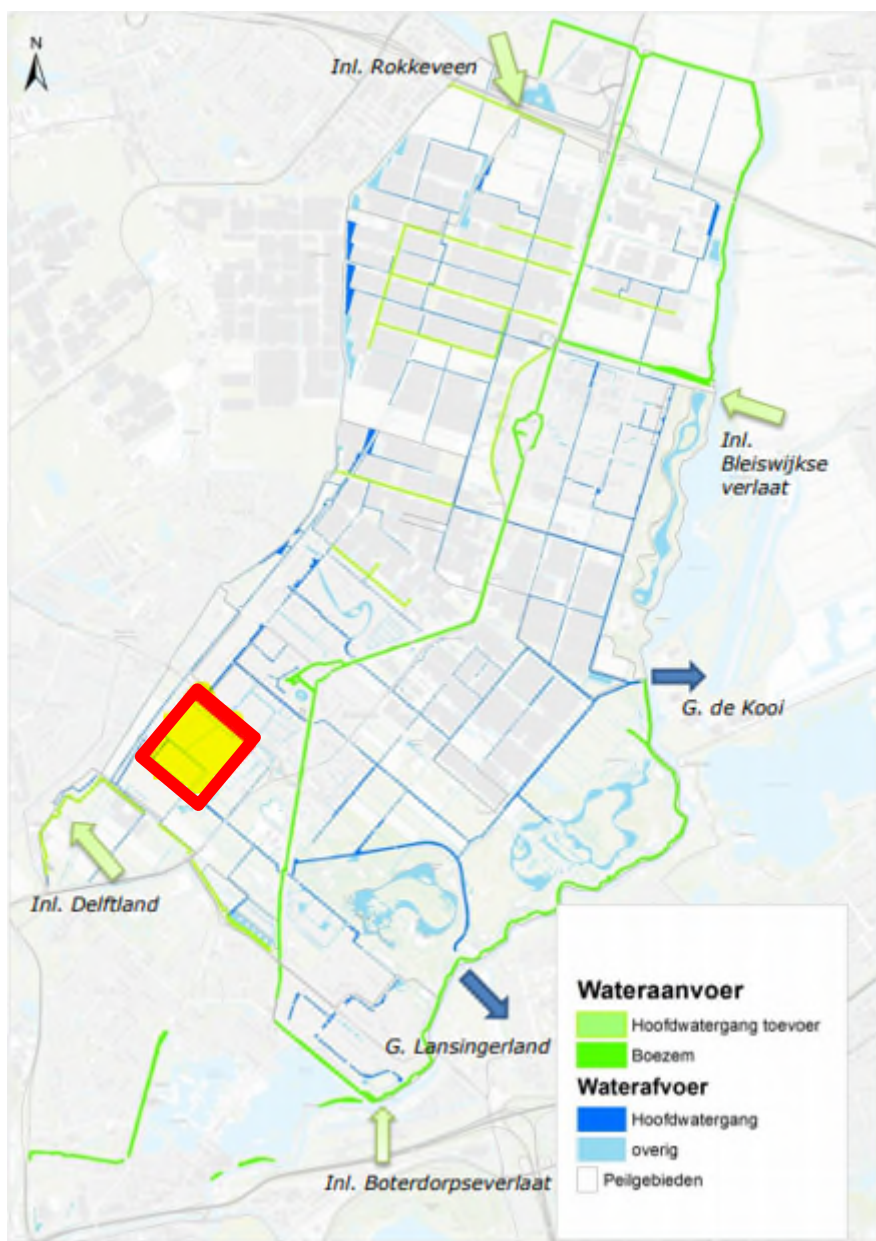 N
Inl. Rokkeveen
Inl.
Bleiswijkse
verlaat
G. de Kooi
Inl. Delftland
G. Lansingerland
Inl. Boterdorpseverlaat
Wateraanvoer
Hoofdwatergang toevoer
Boezem
Waterafvoer
Hoofdwatergang
overig
Peilgebieden